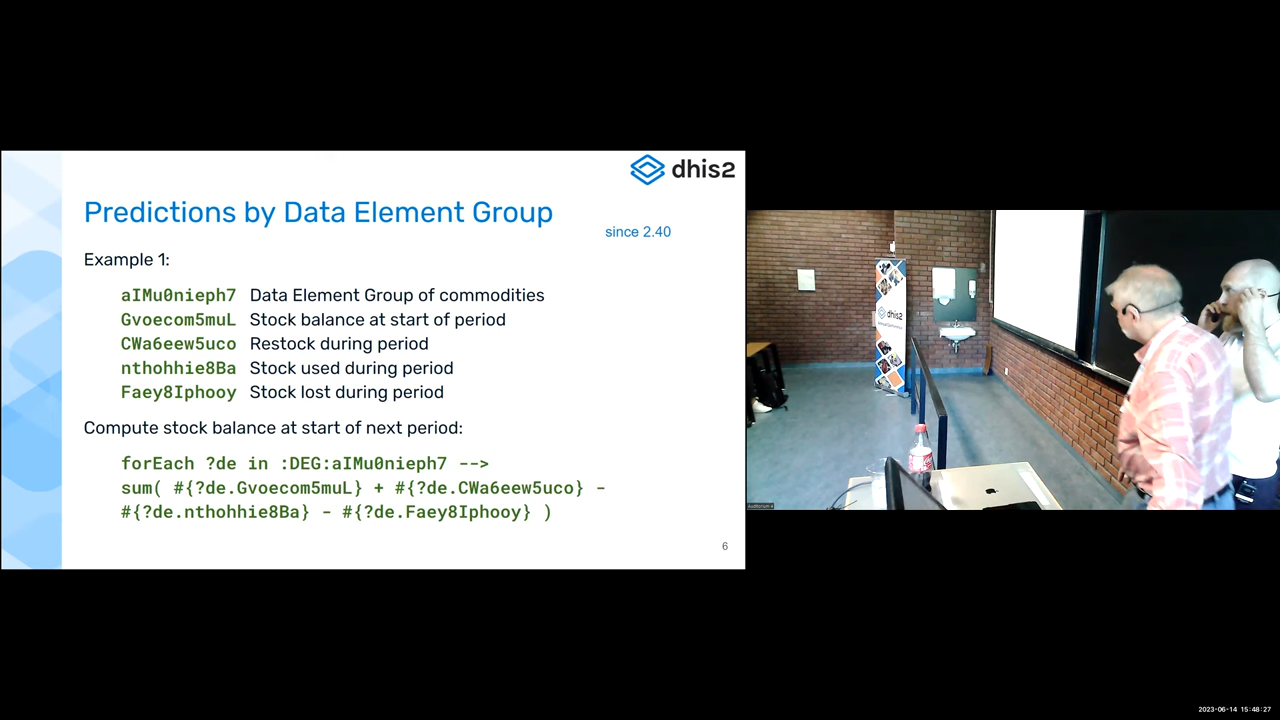 dhis2
Predictions by Data Element Group
since 2.40
Example 1:
aIMu0nieph7 Data Element Group of commodities
Gvoecom5muL Stock balance at start of period
CWa6eew5uco Restock during period
nthohhie8Ba Stock used during period
Faey8Iphooy Stock lost during period
Compute stock balance at start of next period:
forEach ?de in :DEG:aIMu0nieph7 -->
sum( #{?de.Gvoecom5muL} + #{?de.CWa6eew5uco} -
#{?de.nthohhie8Ba} - #{?de.Faey8Iphooy} )
6
dhis2
2023-06-14 15:48:27